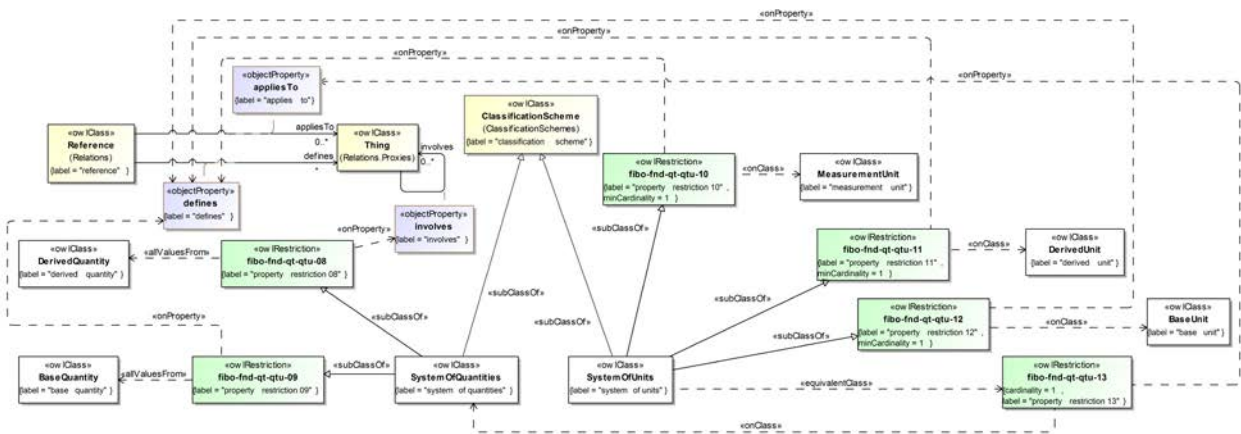 «onProperty»
«onProperty»
«onProperty»
«onProperty»
«objectProperty»
appliesTo
{label = "applies to"}
«owlClass»
ClassificationScheme
(ClassificationSchemes)
{label = "classification scheme"}
«owlClass»
Reference
(Relations)
{label = "reference"}
appliesTo
0..*
defines
*
«owlClass»
Thing
(Relations.Proxies)
involves
0..*
«owlRestriction»
fibo-fnd-qt-qtu-10
{label = "property restriction 10" ,
minCardinality = 1 }
«onClass»
«owlClass»
MeasurementUnit
{label = "measurement unit"}
«objectProperty»
defines
{label = "defines" }
«objectProperty»
involves
{label = "involves" }
«onProperty»
«subClassOf»
«owlClass»
DerivedQuantity
{label = "derived quantity"}
«allValuesFrom»
«owlRestriction»
fibo-fnd-qt-qtu-08
{label = "property restriction 08" }
«owlRestriction»
fibo-fnd-qt-qtu-11
{label = "property restriction 11" ,
minCardinality = 1 }
«onClass»
«owlClass»
DerivedUnit
{label = "derived unit"}
«subClassOf»
«subClassOf»
«owlRestriction»
fibo-fnd-qt-qtu-12
{label = "property restriction 12" ,
minCardinality = 1 }
«onClass»
«owlClass»
BaseUnit
{label = "base unit"}
«onProperty»
«subClassOf»
«subClassOf»
«subClassOf»
«owlClass»
BaseQuantity
{label = "base quantity"}
«allValuesFrom»
«owlRestriction»
fibo-fnd-qt-qtu-09
{label = "property restriction 09" }
«subClassOf»
«owlClass»
SystemOfQuantities
{label = "system of quantities" }
«owlClass»
SystemOfUnits
{label = "system of units"}
«equivalentClass»
«owlRestriction»
fibo-fnd-qt-qtu-13
{cardinality = 1 ,
label = "property restriction 13"}
«onClass»